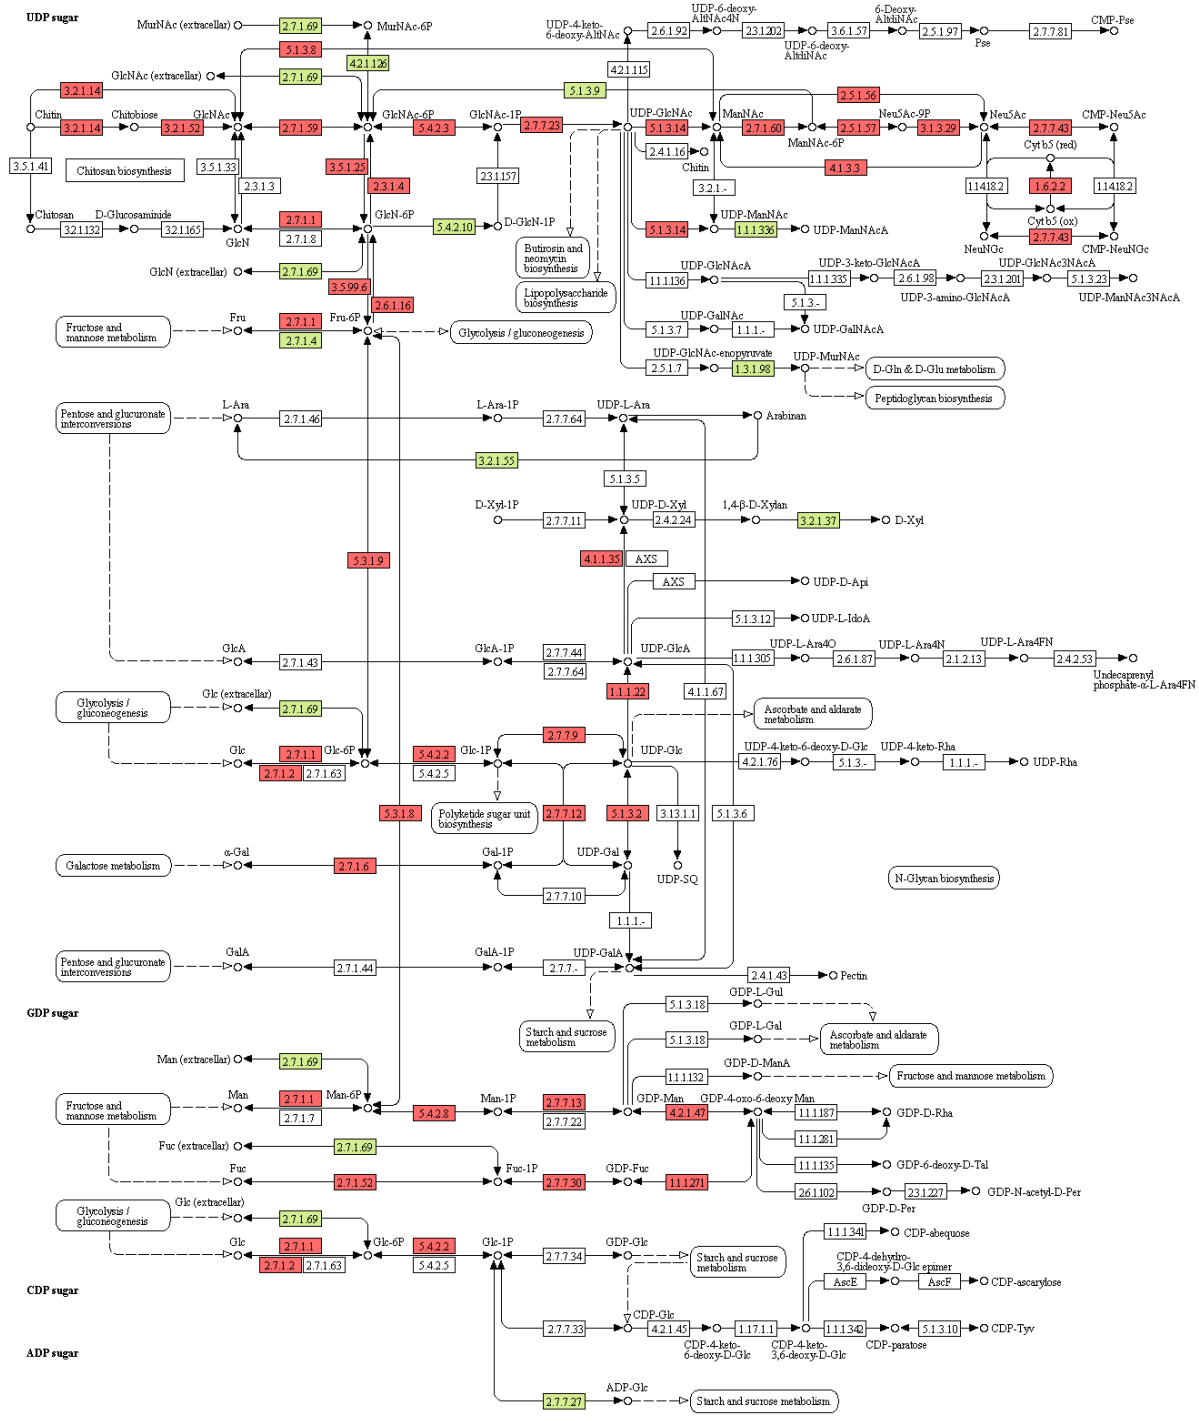 UDP sugar
MurNAc (extracellar)
2.7.1.69
MurNAc-6P
5.1.3.8
4.2.1.126
GlcNAc (extracellar)
2.7.1.69
UDP-4-keto-
6-deoxy-AltNAc
2.6.1.92
UDP-6-deoxy-
AltNAc4N
2.3.1.202
UDP-6-deoxy-
AltdiNAc
3.6.1.57
6-Deoxy-
AltdiNAc
2.5.1.97
Pse
2.7.7.81
CMP-Pse
4.2.1.115
5.1.3.9
2.5.1.56
3.2.1.14
Chitin
3.2.1.14
Chitobiose
3.2.1.52
GlcNAc
2.7.1.59
GlcNAc-6P
5.4.2.3
GlcNAc-1P
2.7.7.23
UDP-GlcNAc
5.1.3.14
ManNAc
2.7.1.60
ManNAc-6P
2.5.1.57
Neu5Ac-9P
3.1.3.29
Neu5Ac
2.7.7.43
CMP-Neu5Ac
2.4.1.16
Chitin
4.1.3.3
Cyt b5 (red)
1.14.18.2
1.6.2.2
1.14.18.2
Cyt b5 (ox)
NeuNGc
2.7.7.43
CMP-NeuNGc
3.5.1.41
Chitosan biosynthesis
3.5.1.33
2.3.1.3
3.5.1.25
2.3.1.4
2.3.1.157
3.2.1.-
Chitosan
3.2.1.132
D-Glucosaminide
3.2.1.165
GlcN
2.7.1.1
2.7.1.8
GlcN-6P
5.4.2.10
D-GlcN-1P
5.1.3.14
UDP-ManNAc
1.1.1.336
UDP-ManNAcA
Butirosin and
neomycin
biosynthesis
Lipopolysaccharide
biosynthesis
GlcN (extracellar)
2.7.1.69
3.5.99.6
2.6.1.16
1.1.1.136
UDP-GlcNAcA
1.1.1.335
UDP-3-keto-GlcNAcA
2.6.1.98
UDP-3-amino-GlcNAcA
2.3.1.201
UDP-GlcNAc3NAcA
5.1.3.23
UDP-ManNAc3NAcA
5.1.3.-
Fructose and
mannose metabolism
Fru
2.7.1.1
2.7.1.4
Fru-6P
Glycolysis / gluconeogenesis
5.1.3.7
UDP-GalNAc
1.1.1.-
UDP-GalNAcA
2.5.1.7
UDP-GlcNAc-enopyruvate
1.3.1.98
UDP-MurNAc
D-Gln & D-Glu metabolism
Peptidoglycan biosynthesis
Pentose and glucuronate
interconversions
L-Ara
2.7.1.46
L-Ara-1P
2.7.7.64
UDP-L-Ara
Arabinan
3.2.1.55
5.1.3.5
D-Xyl-1P
2.7.7.11
UDP-D-Xyl
2.4.2.24
1,4-β-D-Xylan
3.2.1.37
D-Xyl
5.3.1.9
4.1.1.35
AXS
AXS
UDP-D-Api
5.1.3.12
UDP-L-IdoA
GlcA
2.7.1.43
GlcA-1P
2.7.7.44
2.7.7.64
UDP-GlcA
1.1.1.305
UDP-L-Ara4O
2.6.1.87
UDP-L-Ara4N
2.1.2.13
UDP-L-Ara4FN
2.4.2.53
Undecaprenyl
phosphate-α-L-Ara4FN
Glycolysis /
gluconeogenesis
Glc (extracellar)
2.7.1.69
1.1.1.22
4.1.1.67
Ascorbate and aldarate
metabolism
Glc
2.7.1.1
2.7.1.2
2.7.1.63
Glc-6P
5.4.2.2
5.4.2.5
Glc-1P
2.7.7.9
UDP-Glc
4.2.1.76
UDP-4-keto-6-deoxy-D-Glc
5.1.3.-
UDP-4-keto-Rha
1.1.1.-
UDP-Rha
5.3.1.8
Polyketide sugar unit
biosynthesis
2.7.7.12
5.1.3.2
3.13.1.1
5.1.3.6
Galactose metabolism
α-Gal
2.7.1.6
Gal-1P
UDP-Gal
UDP-SQ
N-Glycan biosynthesis
2.7.7.10
1.1.1.-
Pentose and glucuronate
interconversions
GalA
2.7.1.44
GalA-1P
2.7.7.-
UDP-GalA
2.4.1.43
Pectin
GDP sugar
Starch and sucrose
metabolism
5.1.3.18
GDP-L-Gul
5.1.3.18
GDP-L-Gal
Ascorbate and aldarate
metabolism
Man (extracellar)
2.7.1.69
1.1.1.132
GDP-D-ManA
Fructose and mannose metabolism
Fructose and
mannose metabolism
Man
2.7.1.1
2.7.1.7
Man-6P
5.4.2.8
Man-1P
2.7.7.13
2.7.7.22
GDP-Man
4.2.1.47
GDP-4-oxo-6-deoxy Man
1.1.1.187
GDP-D-Rha
1.1.1.281
Fuc (extracellar)
2.7.1.69
1.1.1.135
GDP-6-deoxy-D-Tal
Fuc
2.7.1.52
Fuc-1P
2.7.7.30
GDP-Fuc
1.1.1.271
2.6.1.102
GDP-D-Per
2.3.1.227
GDP-N-acetyl-D-Per
Glycolysis /
gluconeogenesis
Glc (extracellar)
2.7.1.69
Glc
2.7.1.1
2.7.1.2
2.7.1.63
Glc-6P
5.4.2.2
5.4.2.5
Glc-1P
2.7.7.34
GDP-Glc
Starch and sucrose
metabolism
1.1.1.341
CDP-abequose
CDP-4-dehydro-
3,6-dideoxy-D-Glc epimer
AscE
AscF
CDP-ascarylose
CDP sugar
2.7.7.33
CDP-Glc
4.2.1.45
CDP-4-keto-
6-deoxy-D-Glc
1.17.1.1
CDP-4-keto-
3,6-deoxy-D-Glc
1.1.1.342
CDP-paratose
5.1.3.10
CDP-Tyv
ADP sugar
2.7.7.27
ADP-Glc
Starch and sucrose metabolism